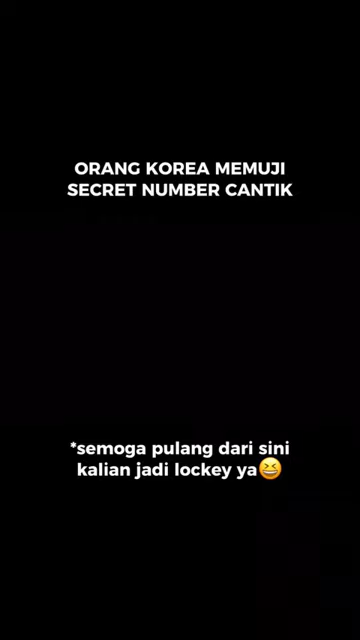 ORANG KOREA MEMUJI
SECRET NUMBER CANTIK
*semoga pulang dari sini
kalian jadi lockey ya😆